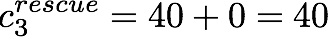 $c_3^{rescue} = 40 + 0 = 40$